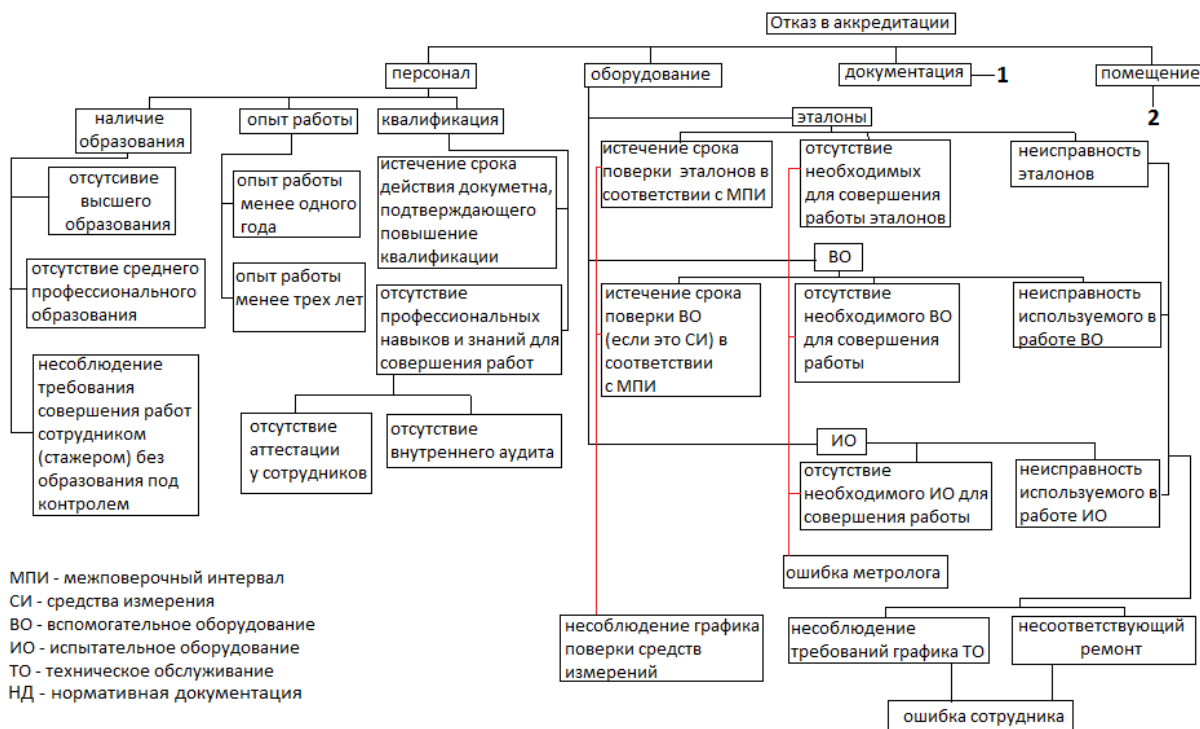 Отказ в аккредитации
персонал
оборудование
документация
1
помещение
2
наличие
образования
опыт работы
квалификация
эталоны
отсутсивие
высшего
образования
отсутствие среднего
профессионального
образования
несоблюдение
требования
совершения работ
сотрудником
(стажером) без
образования под
контролем
опыт работы
менее одного
года
опыт работы
менее трех лет
истечение срока
действия докуметна,
подтверждающего
повышение
квалификации
отсутствие
профессиональных
навыков и знаний для
совершения работ
отсутствие
аттестации
у сотрудников
отсутствие
внутреннего аудита
истечение срока
поверки эталонов в
соответствии с МПИ
отсутствие
необходимых
для совершения
работы эталонов
неисправность
эталонов
ВО
истечение срока
поверки ВО
(если это СИ) в
соответствии
с МПИ
отсутствие
необходимого ВО
для совершения
работы
неисправность
используемого в
работе ВО
ИО
отсутствие
необходимого ИО для
совершения работы
неисправность
используемого в
работе ИО
ошибка метролога
несоблюдение графика
поверки средств
измерений
несоблюдение
требований графика ТО
несоответствующий
ремонт
ошибка сотрудника
МПИ - межповерочный интервал
СИ - средства измерения
ВО - вспомогательное оборудование
ИО - испытательное оборудование
ТО - техническое обслуживание
НД - нормативная документация